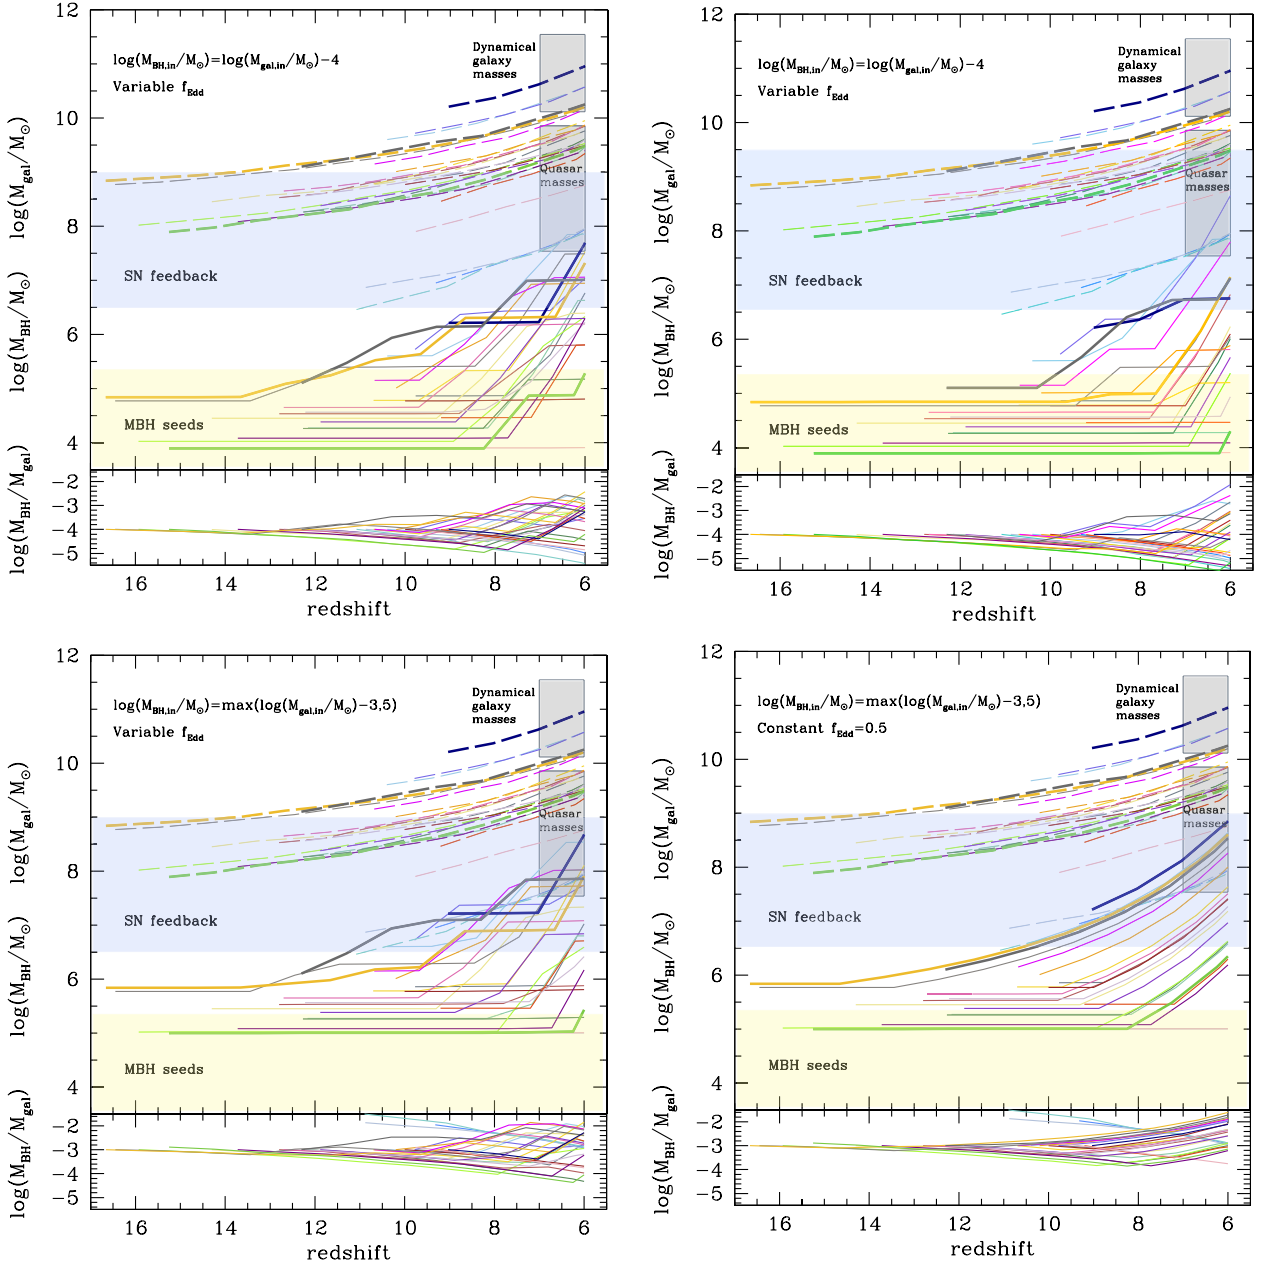 12
10
8
6
4
log(M_gal/M_⊙)
log(M_BH/M_⊙)
log(M_BH,in/M_⊙)=log(M_gal,in/M_⊙)−4
Variable f_Edd
Dynamical
galaxy
masses
Quasar
masses
SN feedback
MBH seeds
log(M_BH/M_gal)
−2
−3
−4
−5
16 14 12 10 8 6
redshift
12
10
8
6
4
log(M_gal/M_⊙)
log(M_BH/M_⊙)
log(M_BH,in/M_⊙)=log(M_gal,in/M_⊙)−4
Variable f_Edd
Dynamical
galaxy
masses
Quasar
masses
SN feedback
MBH seeds
log(M_BH/M_gal)
−2
−3
−4
−5
16 14 12 10 8 6
redshift
12
10
8
6
4
log(M_gal/M_⊙)
log(M_BH/M_⊙)
log(M_BH,in/M_⊙)=max(log(M_gal,in/M_⊙)−3,5)
Variable f_Edd
Dynamical
galaxy
masses
Quasar
masses
SN feedback
MBH seeds
log(M_BH/M_gal)
−2
−3
−4
−5
16 14 12 10 8 6
redshift
12
10
8
6
4
log(M_gal/M_⊙)
log(M_BH/M_⊙)
log(M_BH,in/M_⊙)=max(log(M_gal,in/M_⊙)−3,5)
Constant f_Edd=0.5
Dynamical
galaxy
masses
Quasar
masses
SN feedback
MBH seeds
log(M_BH/M_gal)
−2
−3
−4
−5
16 14 12 10 8 6
redshift